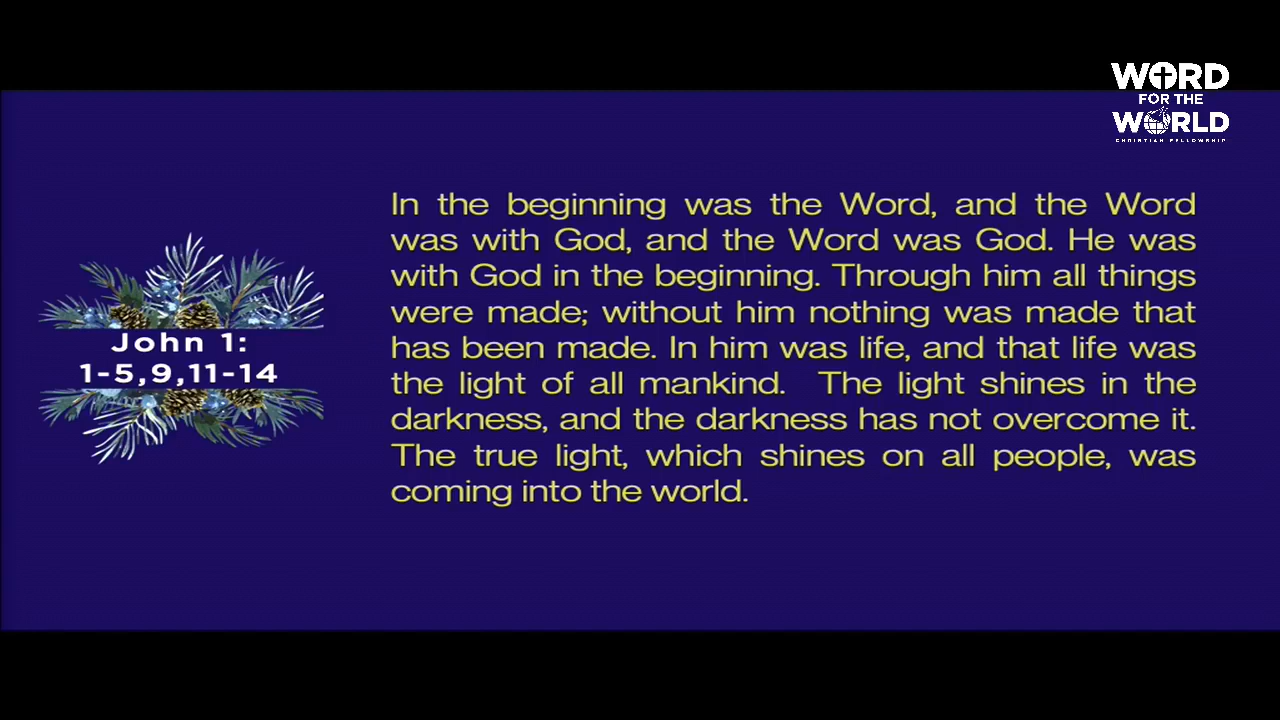 WORD
FOR THE
WORLD
CHRISTIAN FELLOWSHIP
John 1:
1-5,9,11-14
In the beginning was the Word, and the Word
was with God, and the Word was God. He was
with God in the beginning. Through him all things
were made; without him nothing was made that
has been made. In him was life, and that life was
the light of all mankind.  The light shines in the
darkness, and the darkness has not overcome it.
The true light, which shines on all people, was
coming into the world.